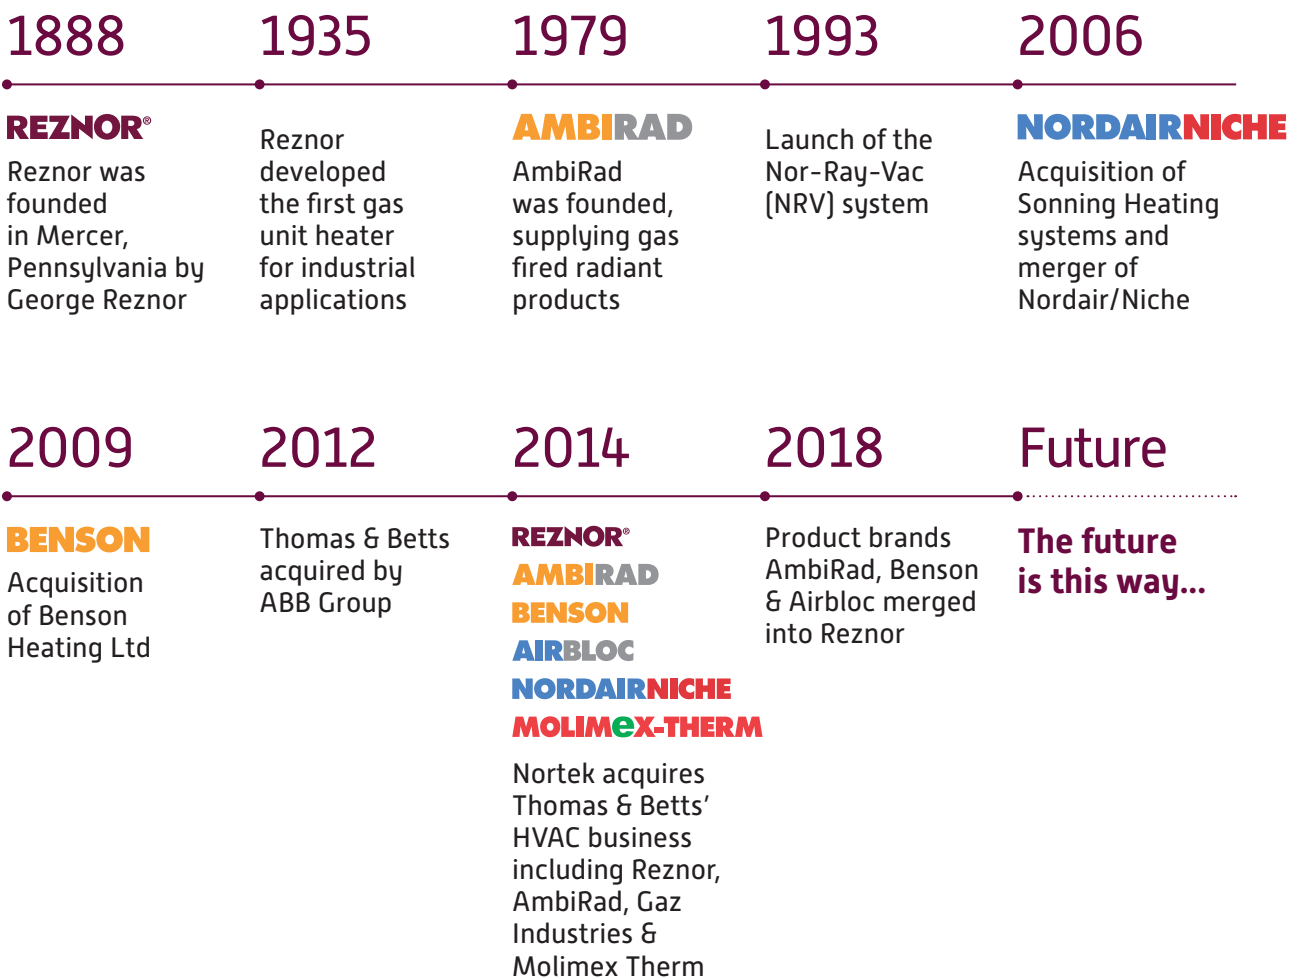 1888
REZNOR®
Reznor was
founded
in Mercer,
Pennsylvania by
George Reznor
1935
Reznor
developed
the first gas
unit heater
for industrial
applications
1979
AMBIRAD
AmbiRad
was founded,
supplying gas
fired radiant
products
1993
Launch of the
Nor-Ray-Vac
(NRV) system
2006
NORDAIRNICHE
Acquisition of
Sonning Heating
systems and
merger of
Nordair/Niche
2009
BENSON
Acquisition
of Benson
Heating Ltd
2012
Thomas & Betts
acquired by
ABB Group
2014
REZNOR®
AMBIRAD
BENSON
AIRBLOC
NORDAIRNICHE
MOLIMeX-THERM
Nortek acquires
Thomas & Betts’
HVAC business
including Reznor,
AmbiRad, Gaz
Industries &
Molimex Therm
2018
Product brands
AmbiRad, Benson
& Airbloc merged
into Reznor
Future
The future
is this way...